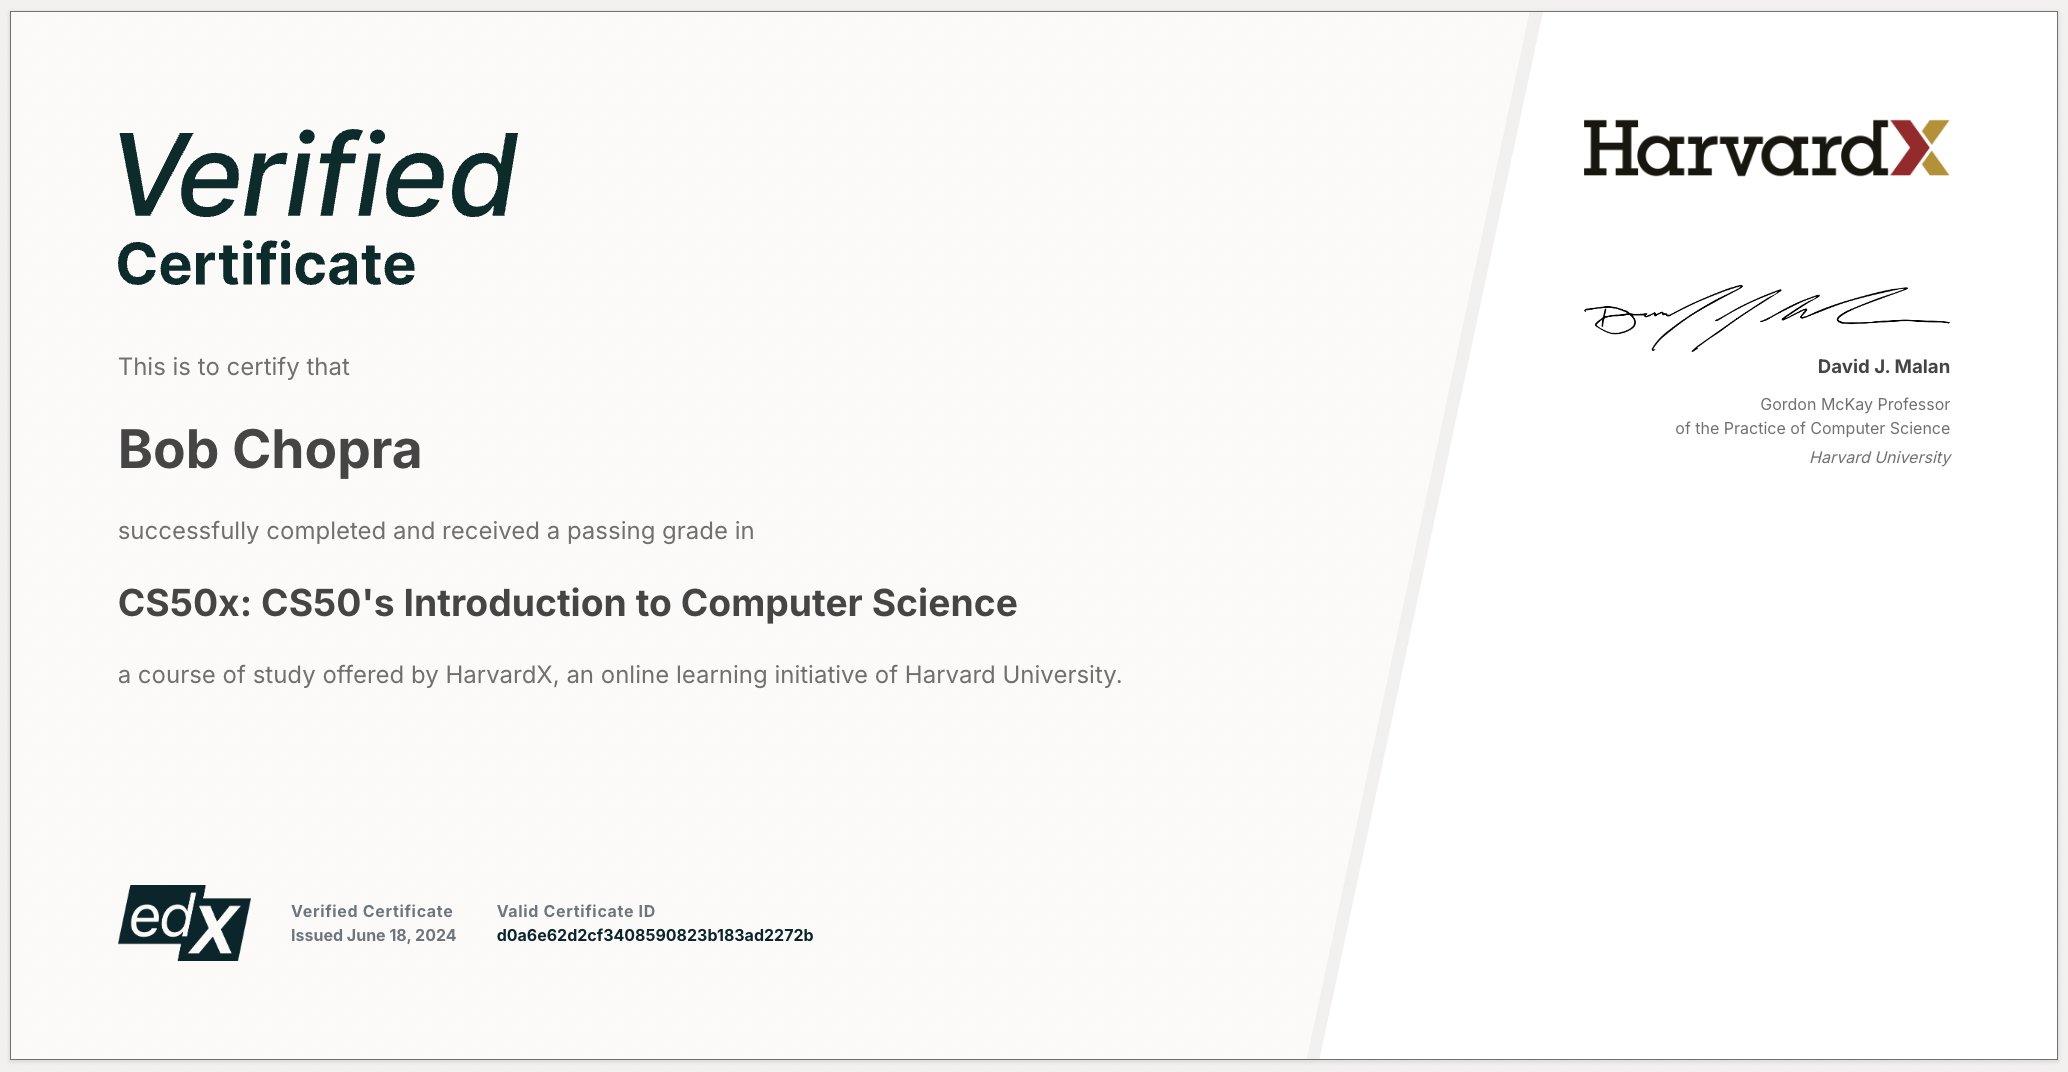 Verified
Certificate
This is to certify that
Bob Chopra
successfully completed and received a passing grade in
CS50x: CS50's Introduction to Computer Science
a course of study offered by HarvardX, an online learning initiative of Harvard University.
edX
Verified Certificate
Issued June 18, 2024
Valid Certificate ID
d0a6e62d2cf3408590823b183ad2272b
HarvardX
David J. Malan
Gordon McKay Professor
of the Practice of Computer Science
Harvard University